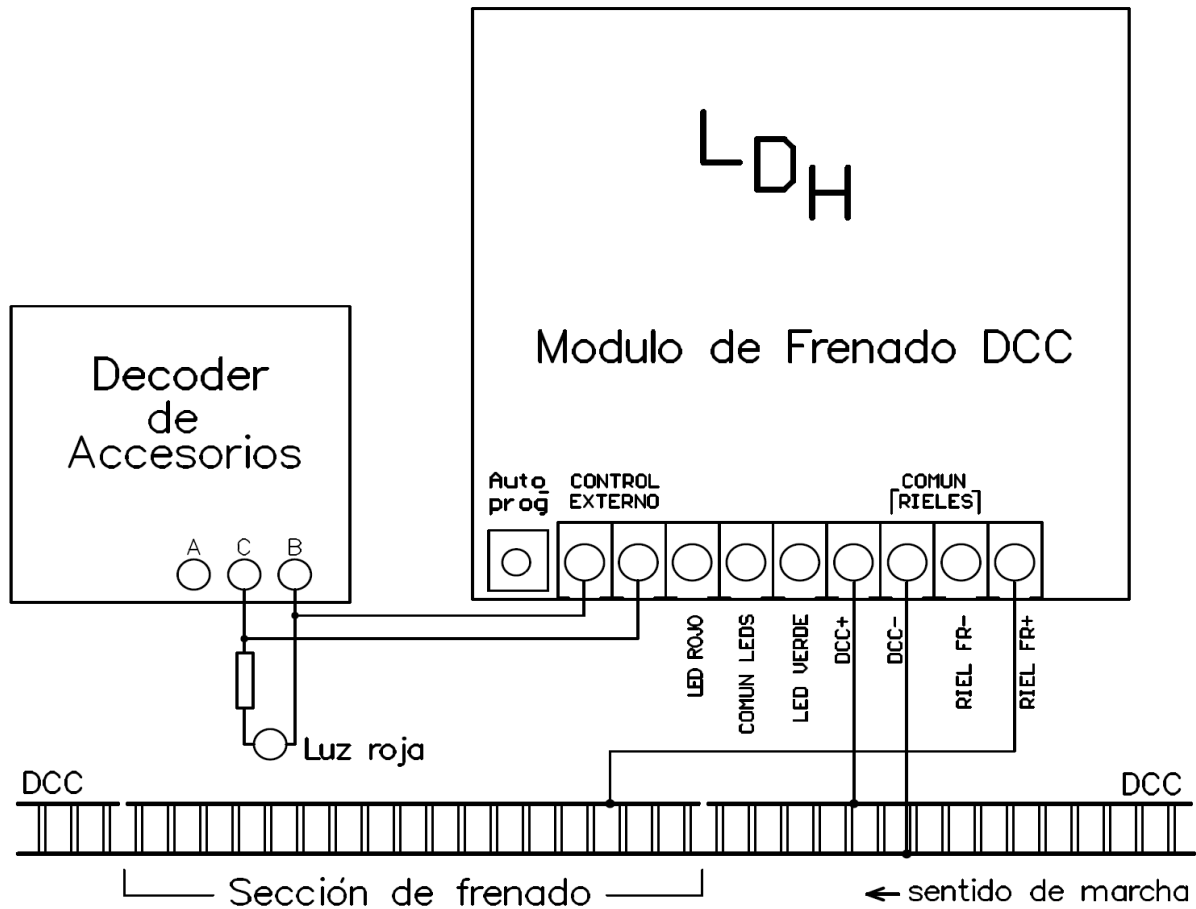 LDH
Modulo de Frenado DCC
Decoder
de
Accesorios
A C B
Auto
prog
CONTROL
EXTERNO
COMUN
RIELES
LED ROJO
COMUN LEDS
LED VERDE
DCC+
DCC-
RIEL FR-
RIEL FR+
Luz roja
DCC
DCC
Sección de frenado
← sentido de marcha